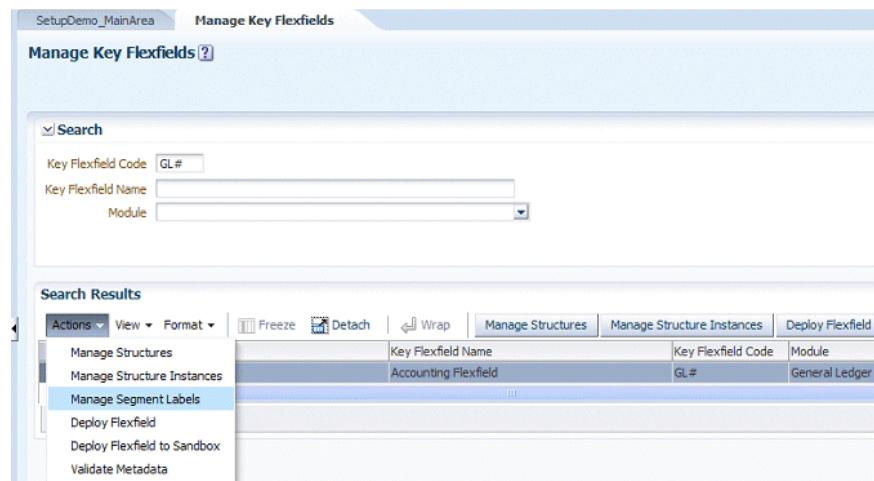 SetupDemo_MainArea Manage Key Flexfields
Manage Key Flexfields ?
Search
Key Flexfield Code GL#
Key Flexfield Name
Module
Search Results
Actions View Format Freeze Detach Wrap Manage Structures Manage Structure Instances Deploy Flexfield
Manage Structures Key Flexfield Name Key Flexfield Code Module
Manage Structure Instances Accounting Flexfield GL# General Ledger
Manage Segment Labels
Deploy Flexfield
Deploy Flexfield to Sandbox
Validate Metadata